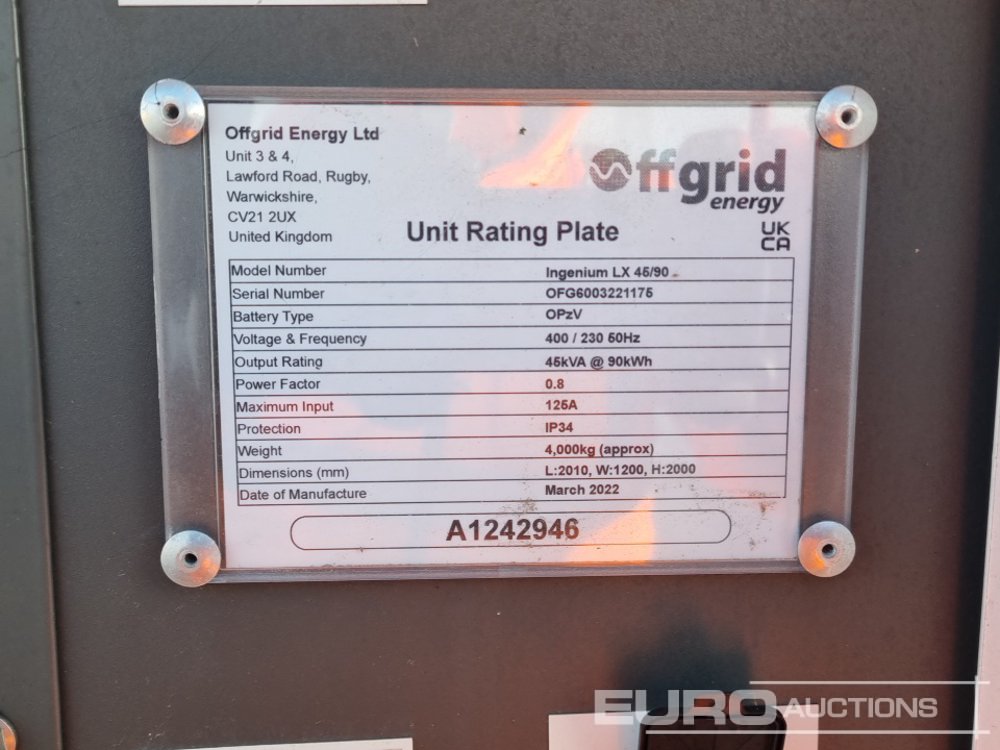 Offgrid Energy Ltd
Unit 3 & 4,
Lawford Road, Rugby,
Warwickshire,
CV21 2UX
United Kingdom
Offgrid
energy
Unit Rating Plate
UK
CA
Model Number Ingenium LX 45/90
Serial Number OFG6003221175
Battery Type OPzV
Voltage & Frequency 400 / 230 50Hz
Output Rating 45kVA @ 90kWh
Power Factor 0.8
Maximum Input 125A
Protection IP34
Weight 4,000kg (approx)
Dimensions (mm) L:2010, W:1200, H:2000
Date of Manufacture March 2022
A1242946
EURO AUCTIONS